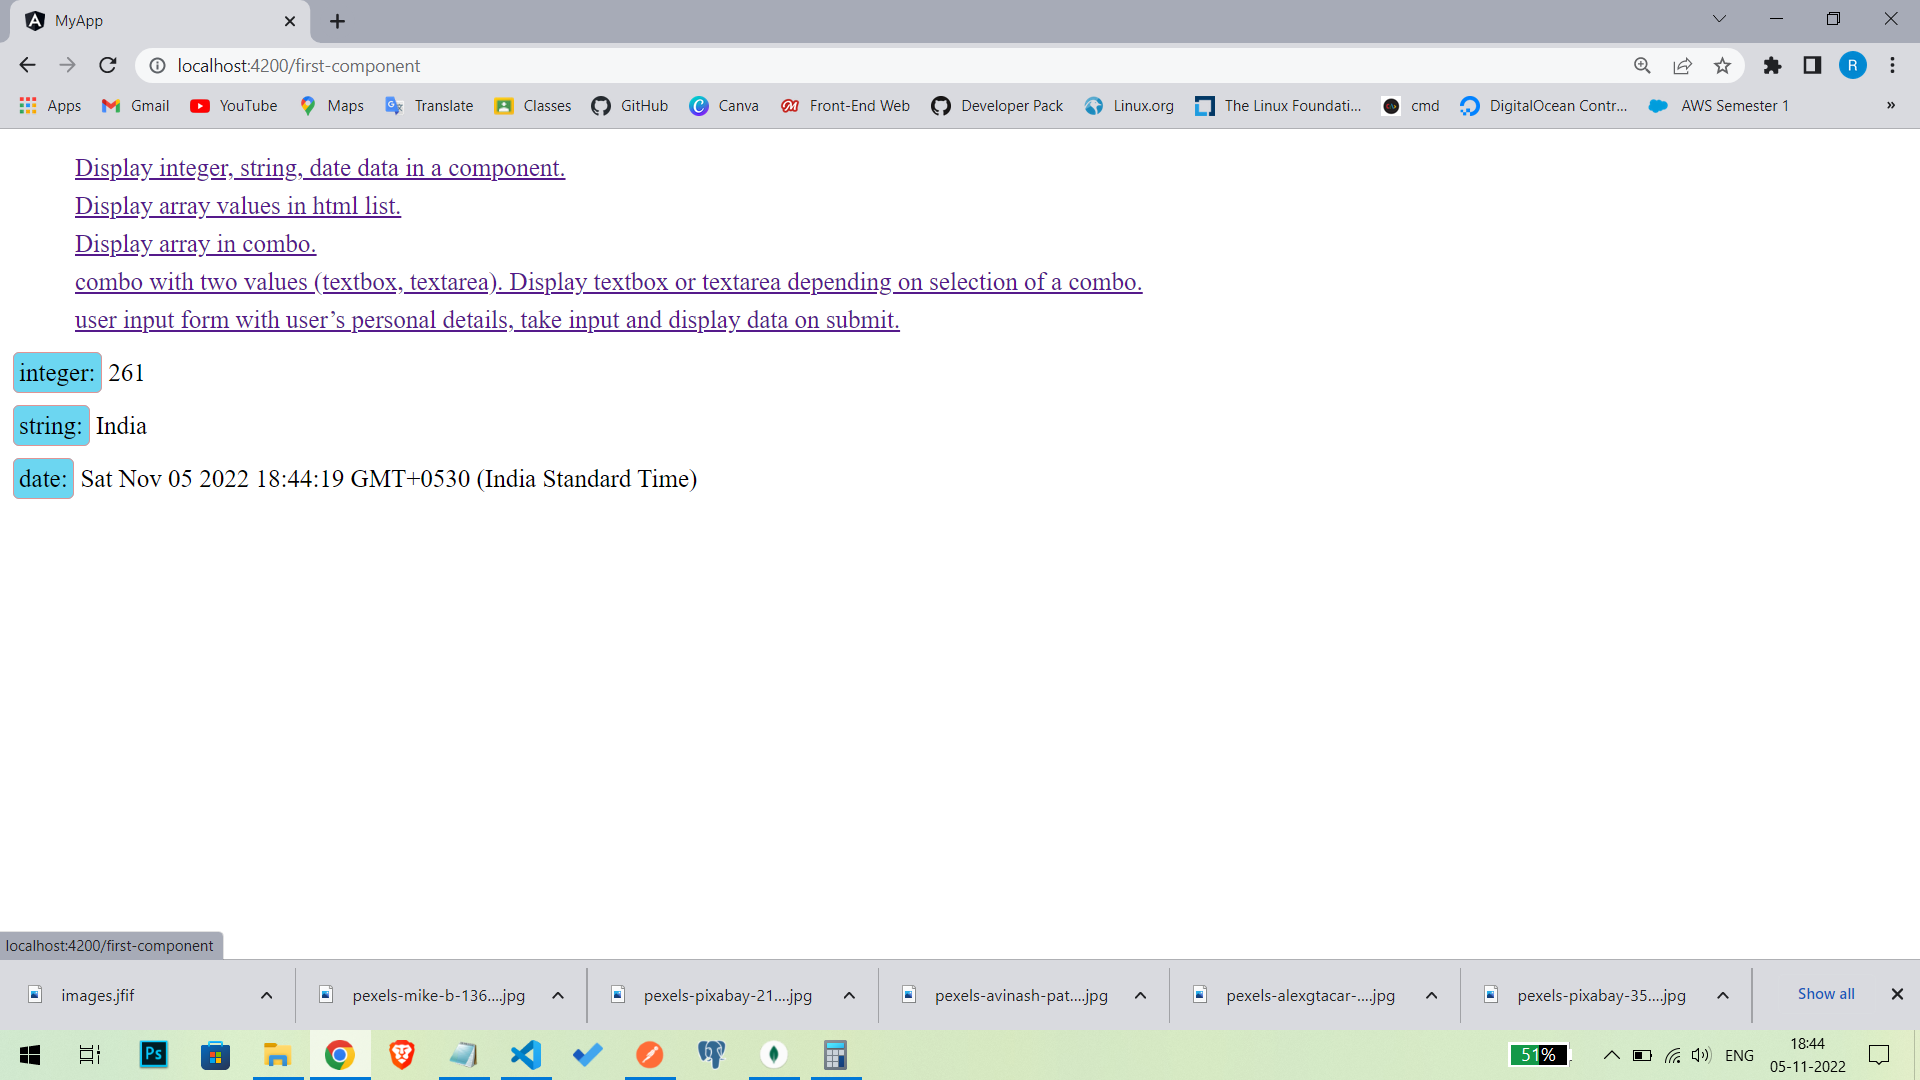 MyApp
localhost:4200/first-component
R
Apps Gmail YouTube Maps Translate Classes GitHub Canva Front-End Web Developer Pack Linux.org The Linux Foundati... cmd DigitalOcean Contr... AWS Semester 1 »
Display integer, string, date data in a component.
Display array values in html list.
Display array in combo.
combo with two values (textbox, textarea). Display textbox or textarea depending on selection of a combo.
user input form with user’s personal details, take input and display data on submit.
integer: 261
string: India
date: Sat Nov 05 2022 18:44:19 GMT+0530 (India Standard Time)
localhost:4200/first-component
images.jfif pexels-mike-b-136....jpg pexels-pixabay-21....jpg pexels-avinash-pat....jpg pexels-alexgtacar-....jpg pexels-pixabay-35....jpg Show all
Ps 51% ENG 18:44
05-11-2022